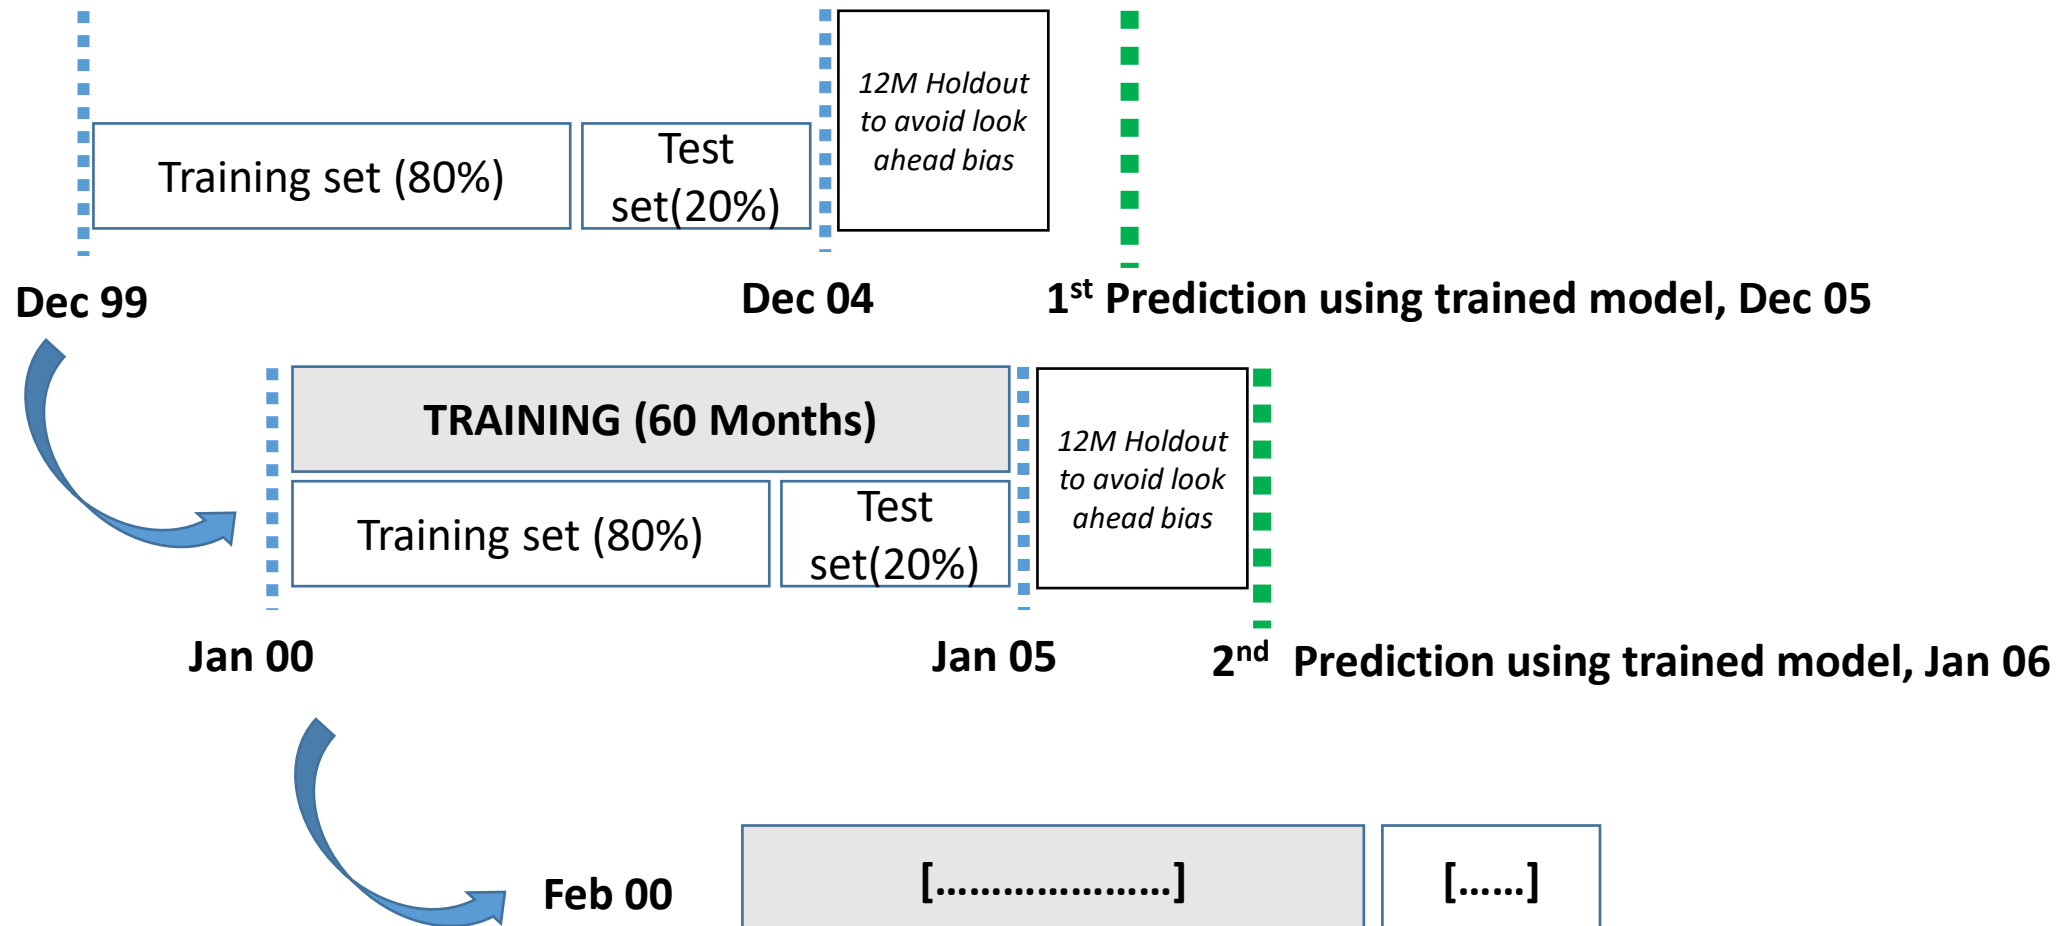 12M Holdout
to avoid look
ahead bias
Training set (80%)
Test
set(20%)
Dec 99
Dec 04
1st Prediction using trained model, Dec 05
TRAINING (60 Months)
12M Holdout
to avoid look
ahead bias
Training set (80%)
Test
set(20%)
Jan 00
Jan 05
2nd Prediction using trained model, Jan 06
Feb 00
[.....................]
[......]